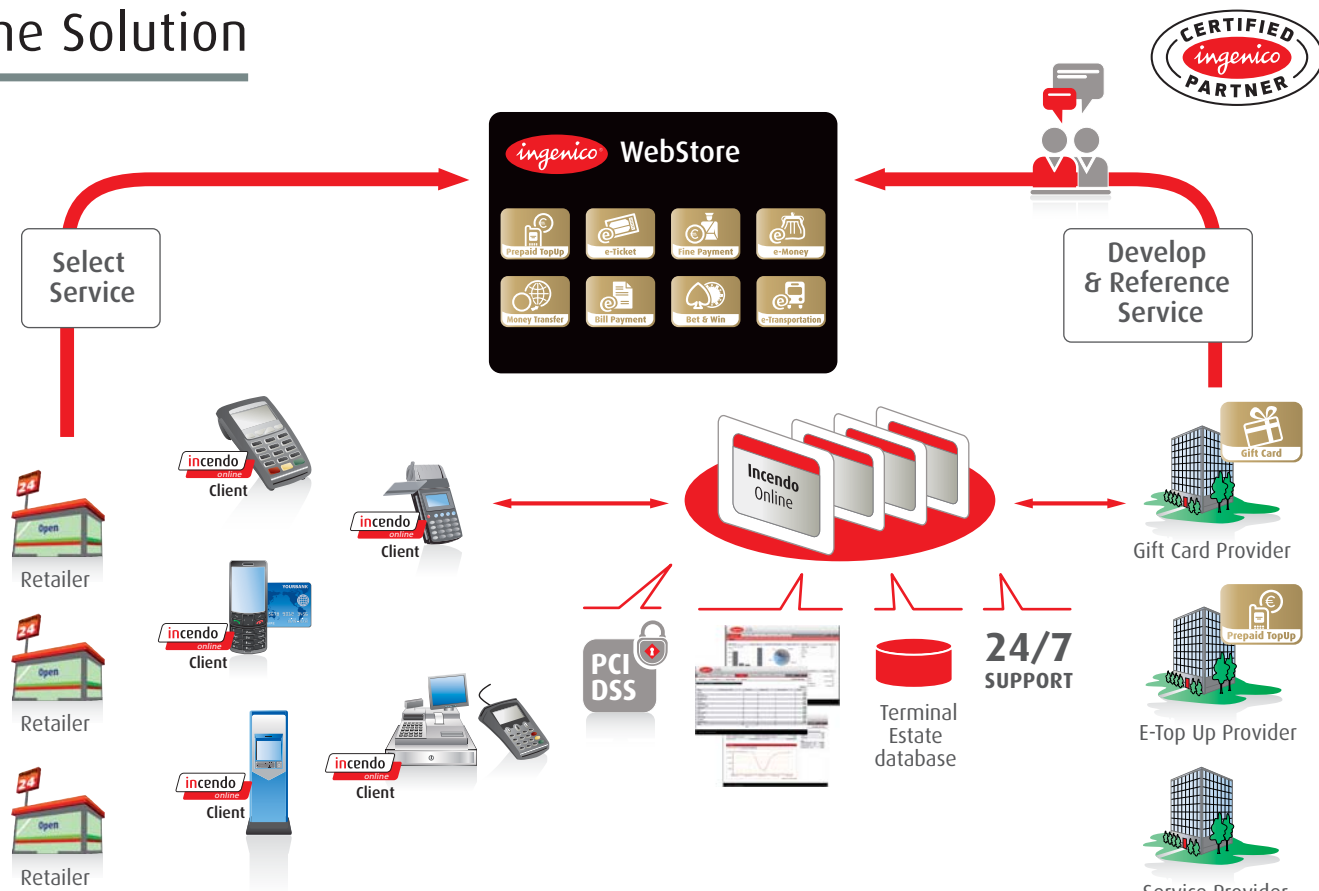 ne Solution
CERTIFIED
ingenico
PARTNER
ingenico WebStore
Prepaid TopUp
e-Ticket
Fine Payment
e-Money
Money Transfer
Bill Payment
Bet & Win
e-Transportation
Select
Service
Develop
& Reference
Service
incendo
online
Client
incendo
online
Client
incendo
online
Client
YOURBANK
incendo
online
Client
incendo
online
Client
24
Open
Retailer
24
Open
Retailer
24
Open
Retailer
Incendo
Online
PCI
DSS
Terminal
Estate
database
24/7
SUPPORT
Gift Card
Gift Card Provider
Prepaid TopUp
E-Top Up Provider
Service Provider